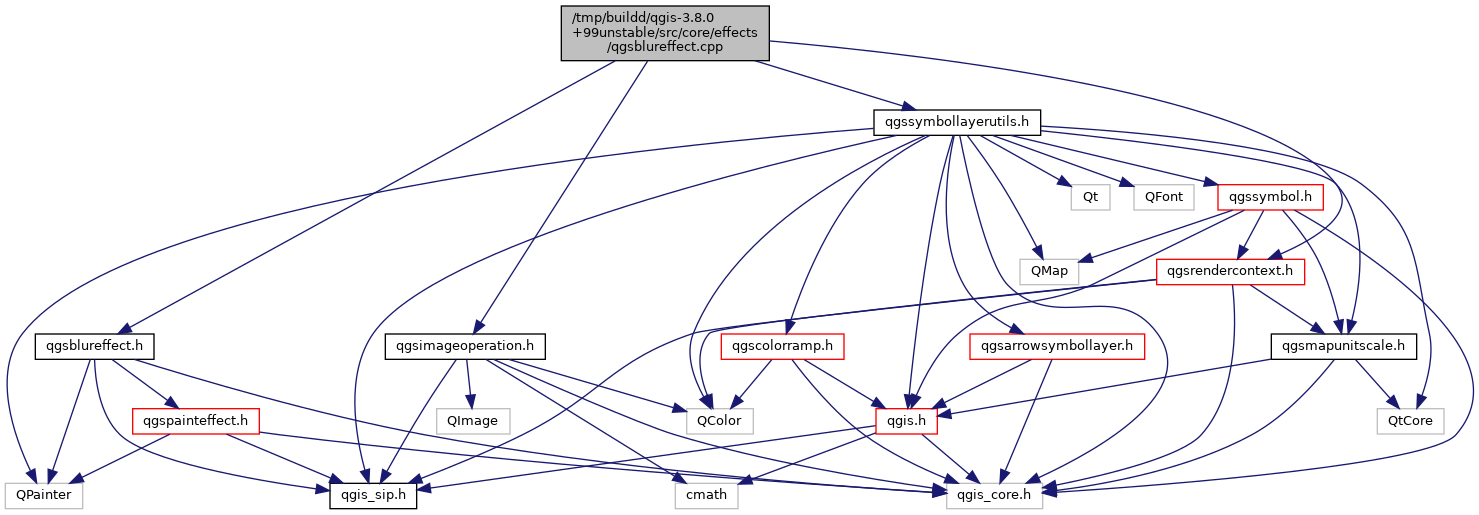 /tmp/buildd/qgis-3.8.0
+99unstable/src/core/effects
/qgsblureffect.cpp
qgssymbollayerutils.h
Qt
QFont
qgssymbol.h
QMap
qgsrendercontext.h
qgsblureffect.h
qgsimageoperation.h
qgscolorramp.h
qgsarrowsymbollayer.h
qgsmapunitscale.h
qgspainteffect.h
QImage
QColor
qgis.h
QtCore
QPainter
qgis_sip.h
cmath
qgis_core.h